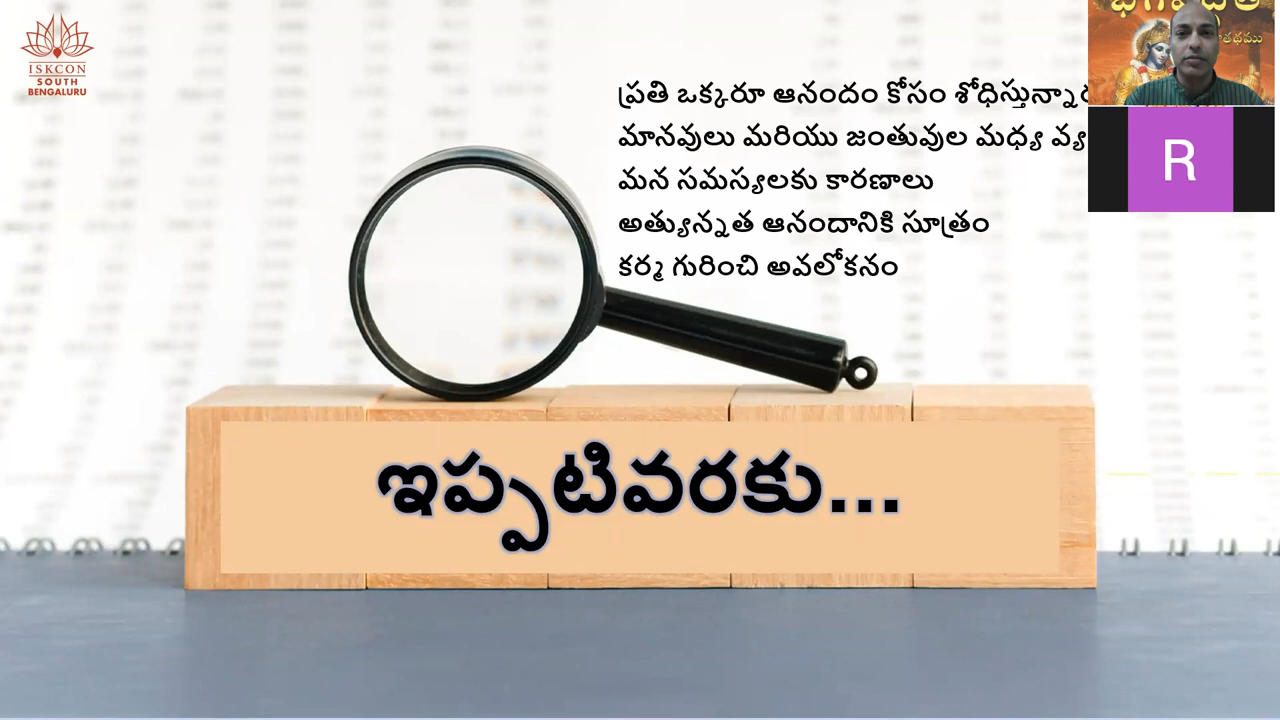 ISKCON
SOUTH
BENGALURU
ప్రతి ఒక్కరూ ఆనందం కోసం
మానవులు మరియు జంతువుల మధ్య
మన సమస్యలకు కారణాలు
అత్యున్నత ఆనందానికి సూత్రం
కర్మ గురించి అవలోకనం
R
ఇప్పటివరకు...